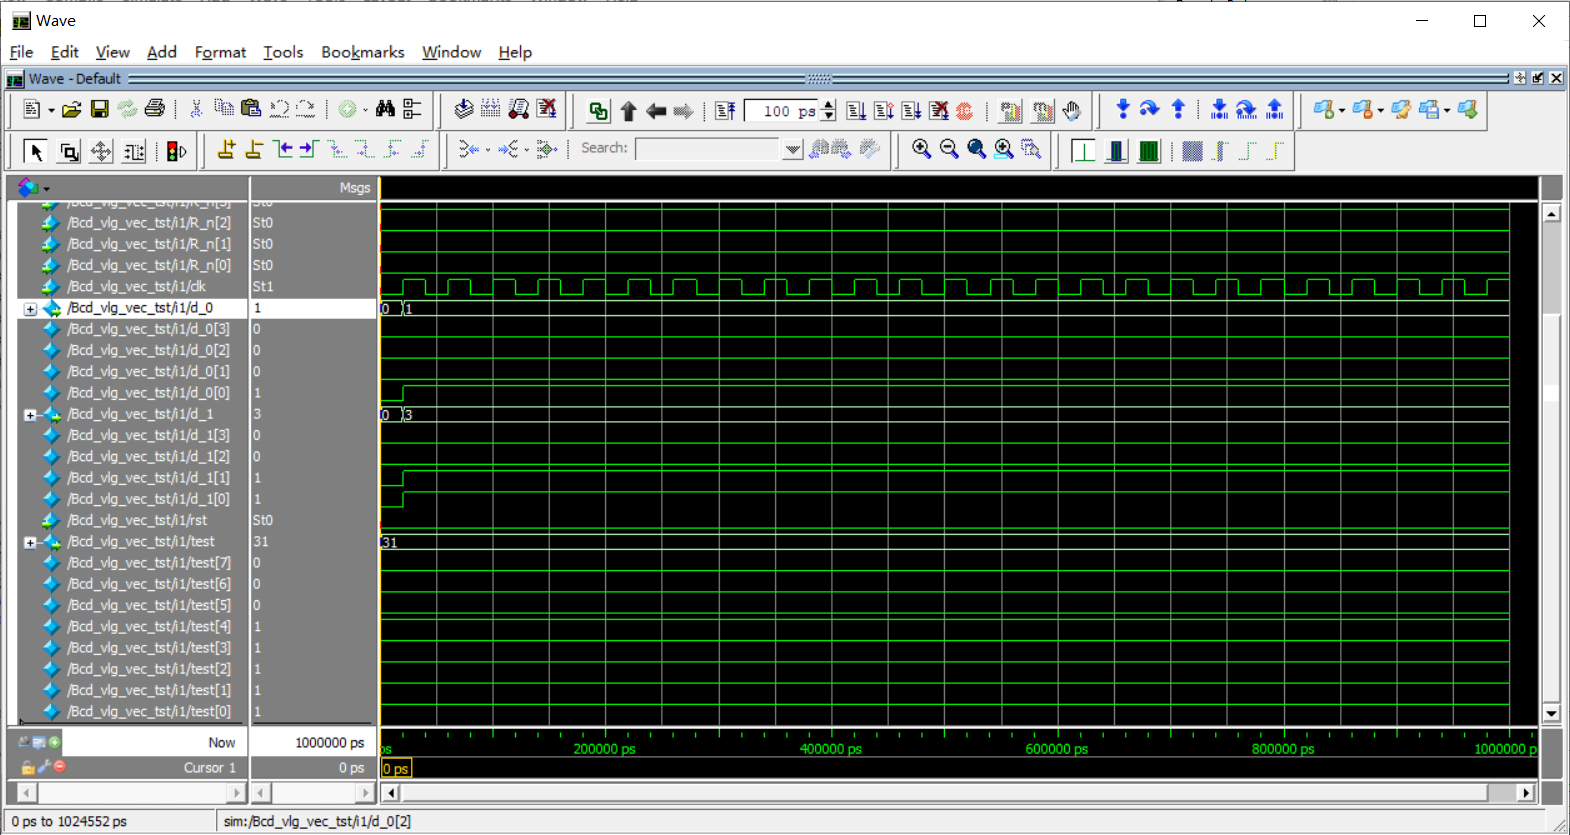 Wave
File Edit View Add Format Tools Bookmarks Window Help
Wave - Default
100 ps
Search:
Msgs
/Bcd_vlg_vec_tst/i1/R_n[3] St0
/Bcd_vlg_vec_tst/i1/R_n[2] St0
/Bcd_vlg_vec_tst/i1/R_n[1] St0
/Bcd_vlg_vec_tst/i1/R_n[0] St0
/Bcd_vlg_vec_tst/i1/clk St1
/Bcd_vlg_vec_tst/i1/d_0 1 0 1
/Bcd_vlg_vec_tst/i1/d_0[3] 0
/Bcd_vlg_vec_tst/i1/d_0[2] 0
/Bcd_vlg_vec_tst/i1/d_0[1] 0
/Bcd_vlg_vec_tst/i1/d_0[0] 1
/Bcd_vlg_vec_tst/i1/d_1 3 0 3
/Bcd_vlg_vec_tst/i1/d_1[3] 0
/Bcd_vlg_vec_tst/i1/d_1[2] 0
/Bcd_vlg_vec_tst/i1/d_1[1] 1
/Bcd_vlg_vec_tst/i1/d_1[0] 1
/Bcd_vlg_vec_tst/i1/rst St0
/Bcd_vlg_vec_tst/i1/test 31 31
/Bcd_vlg_vec_tst/i1/test[7] 0
/Bcd_vlg_vec_tst/i1/test[6] 0
/Bcd_vlg_vec_tst/i1/test[5] 0
/Bcd_vlg_vec_tst/i1/test[4] 1
/Bcd_vlg_vec_tst/i1/test[3] 1
/Bcd_vlg_vec_tst/i1/test[2] 1
/Bcd_vlg_vec_tst/i1/test[1] 1
/Bcd_vlg_vec_tst/i1/test[0] 1
Now 1000000 ps ps 200000 ps 400000 ps 600000 ps 800000 ps 1000000 p
Cursor 1 0 ps 0 ps
0 ps to 1024552 ps sim:/Bcd_vlg_vec_tst/i1/d_0[2]